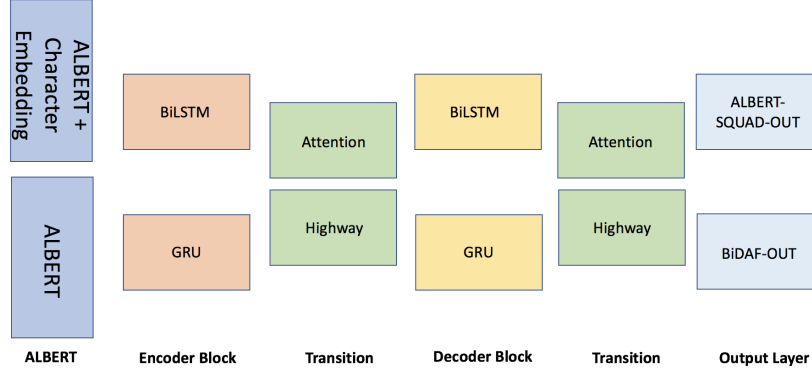 ALBERT +
Character
Embedding
BiLSTM
Attention
BiLSTM
Attention
ALBERT-
SQUAD-OUT
ALBERT
GRU
Highway
GRU
Highway
BiDAF-OUT
ALBERT
Encoder Block
Transition
Decoder Block
Transition
Output Layer